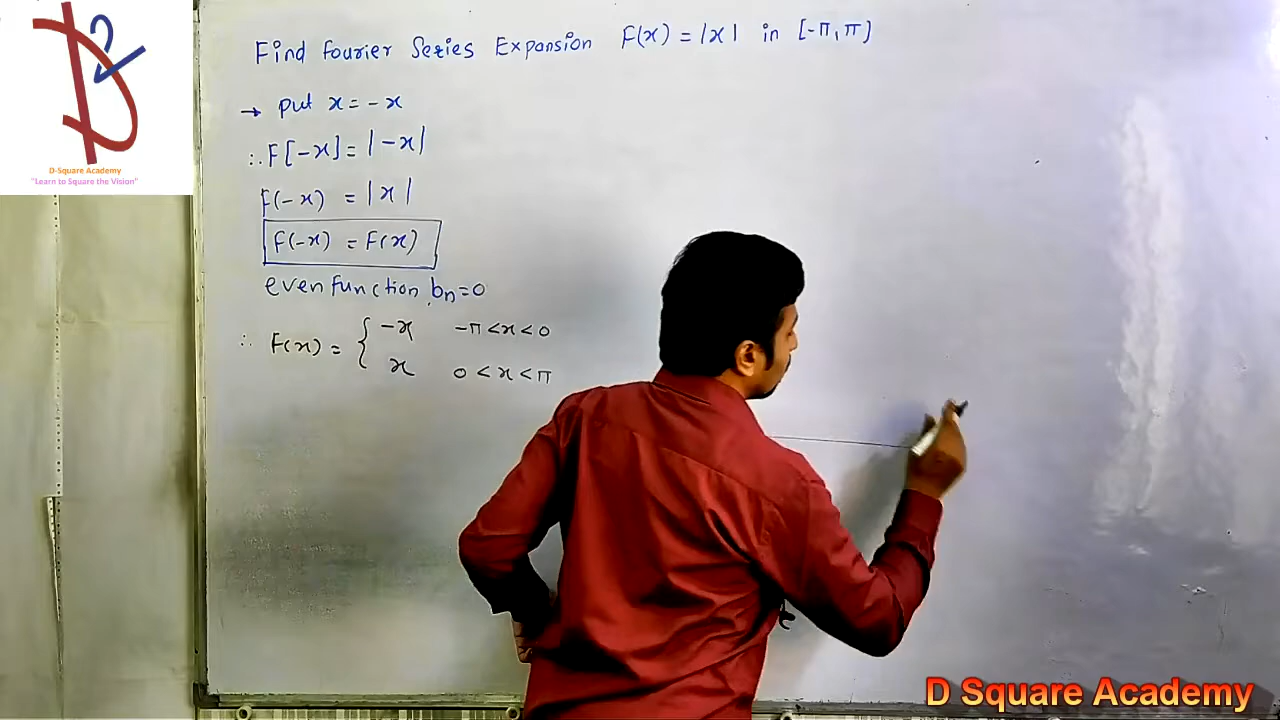 D2
D-Square Academy
"Learn to Square the Vision"
Find Fourier Series Expansion F(x) = |x| in [-π, π]
→ put x = -x
∴ F[-x] = |-x|
F(-x) = |x|
F(-x) = F(x)
even function bn = 0
∴ F(x) = { -x -π < x < 0
x 0 < x < π
D Square Academy